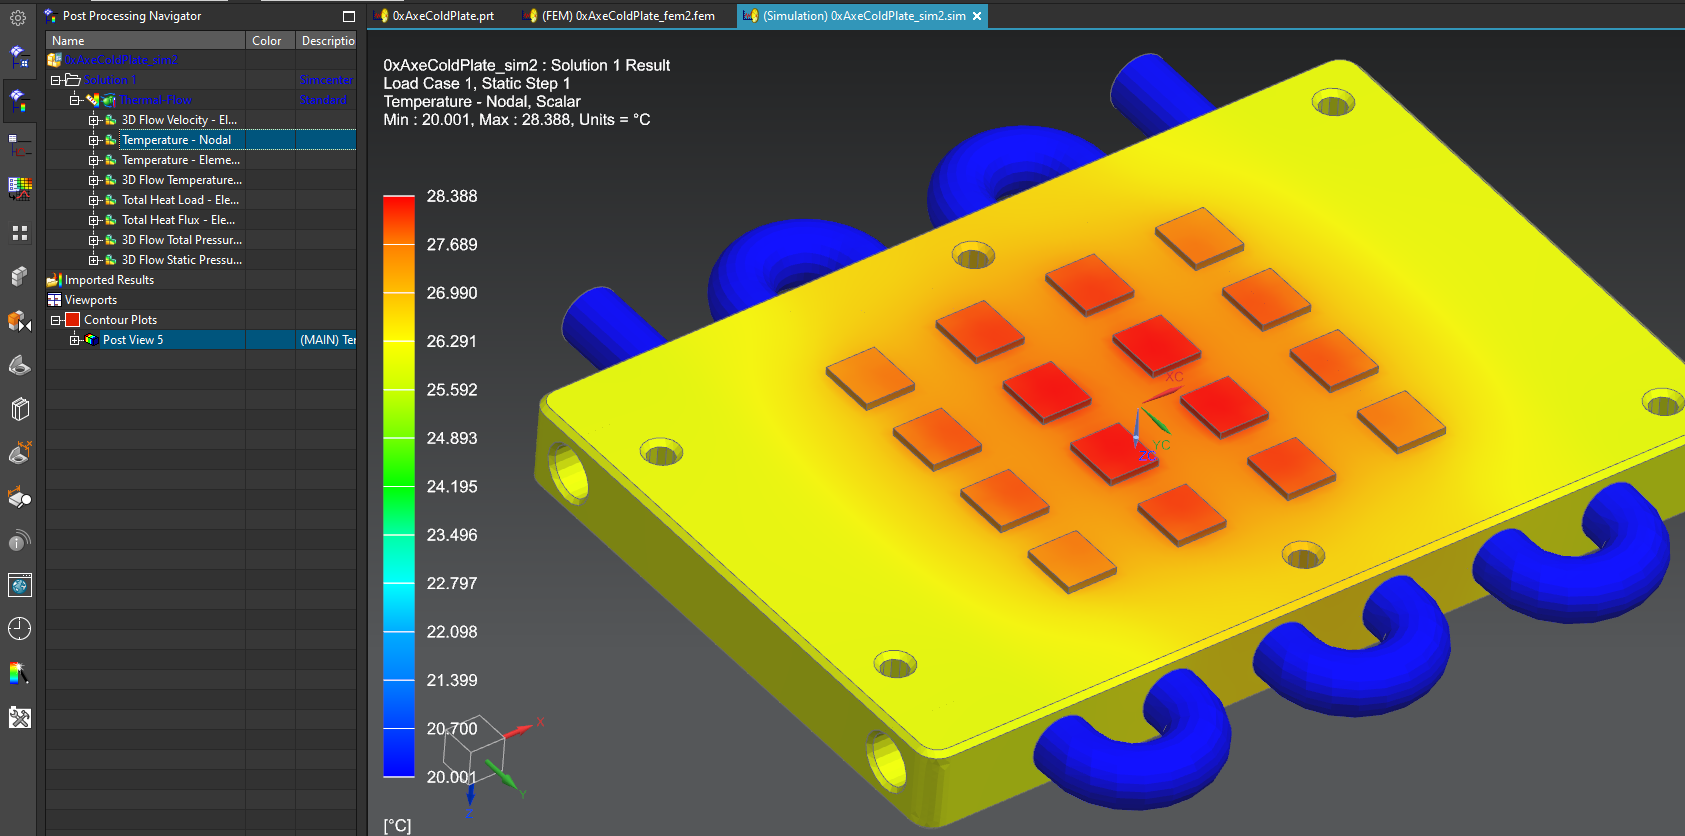 Post Processing Navigator
0xAxeColdPlate.prt
(FEM) 0xAxeColdPlate_fem2.fem
(Simulation) 0xAxeColdPlate_sim2.sim
Name Color Descriptio
0xAxeColdPlate_sim2
Solution 1 Simcenter
Thermal-Flow Standard
3D Flow Velocity - El...
Temperature - Nodal
Temperature - Eleme...
3D Flow Temperature...
Total Heat Load - Ele...
Total Heat Flux - Ele...
3D Flow Total Pressur...
3D Flow Static Pressu...
Imported Results
Viewports
Contour Plots
Post View 5 (MAIN) Ter
0xAxeColdPlate_sim2 : Solution 1 Result
Load Case 1, Static Step 1
Temperature - Nodal, Scalar
Min : 20.001, Max : 28.388, Units = °C
28.388
27.689
26.990
26.291
25.592
24.893
24.195
23.496
22.797
22.098
21.399
20.700
20.001
[°C]
XC
YC
ZC
X
Y
Z